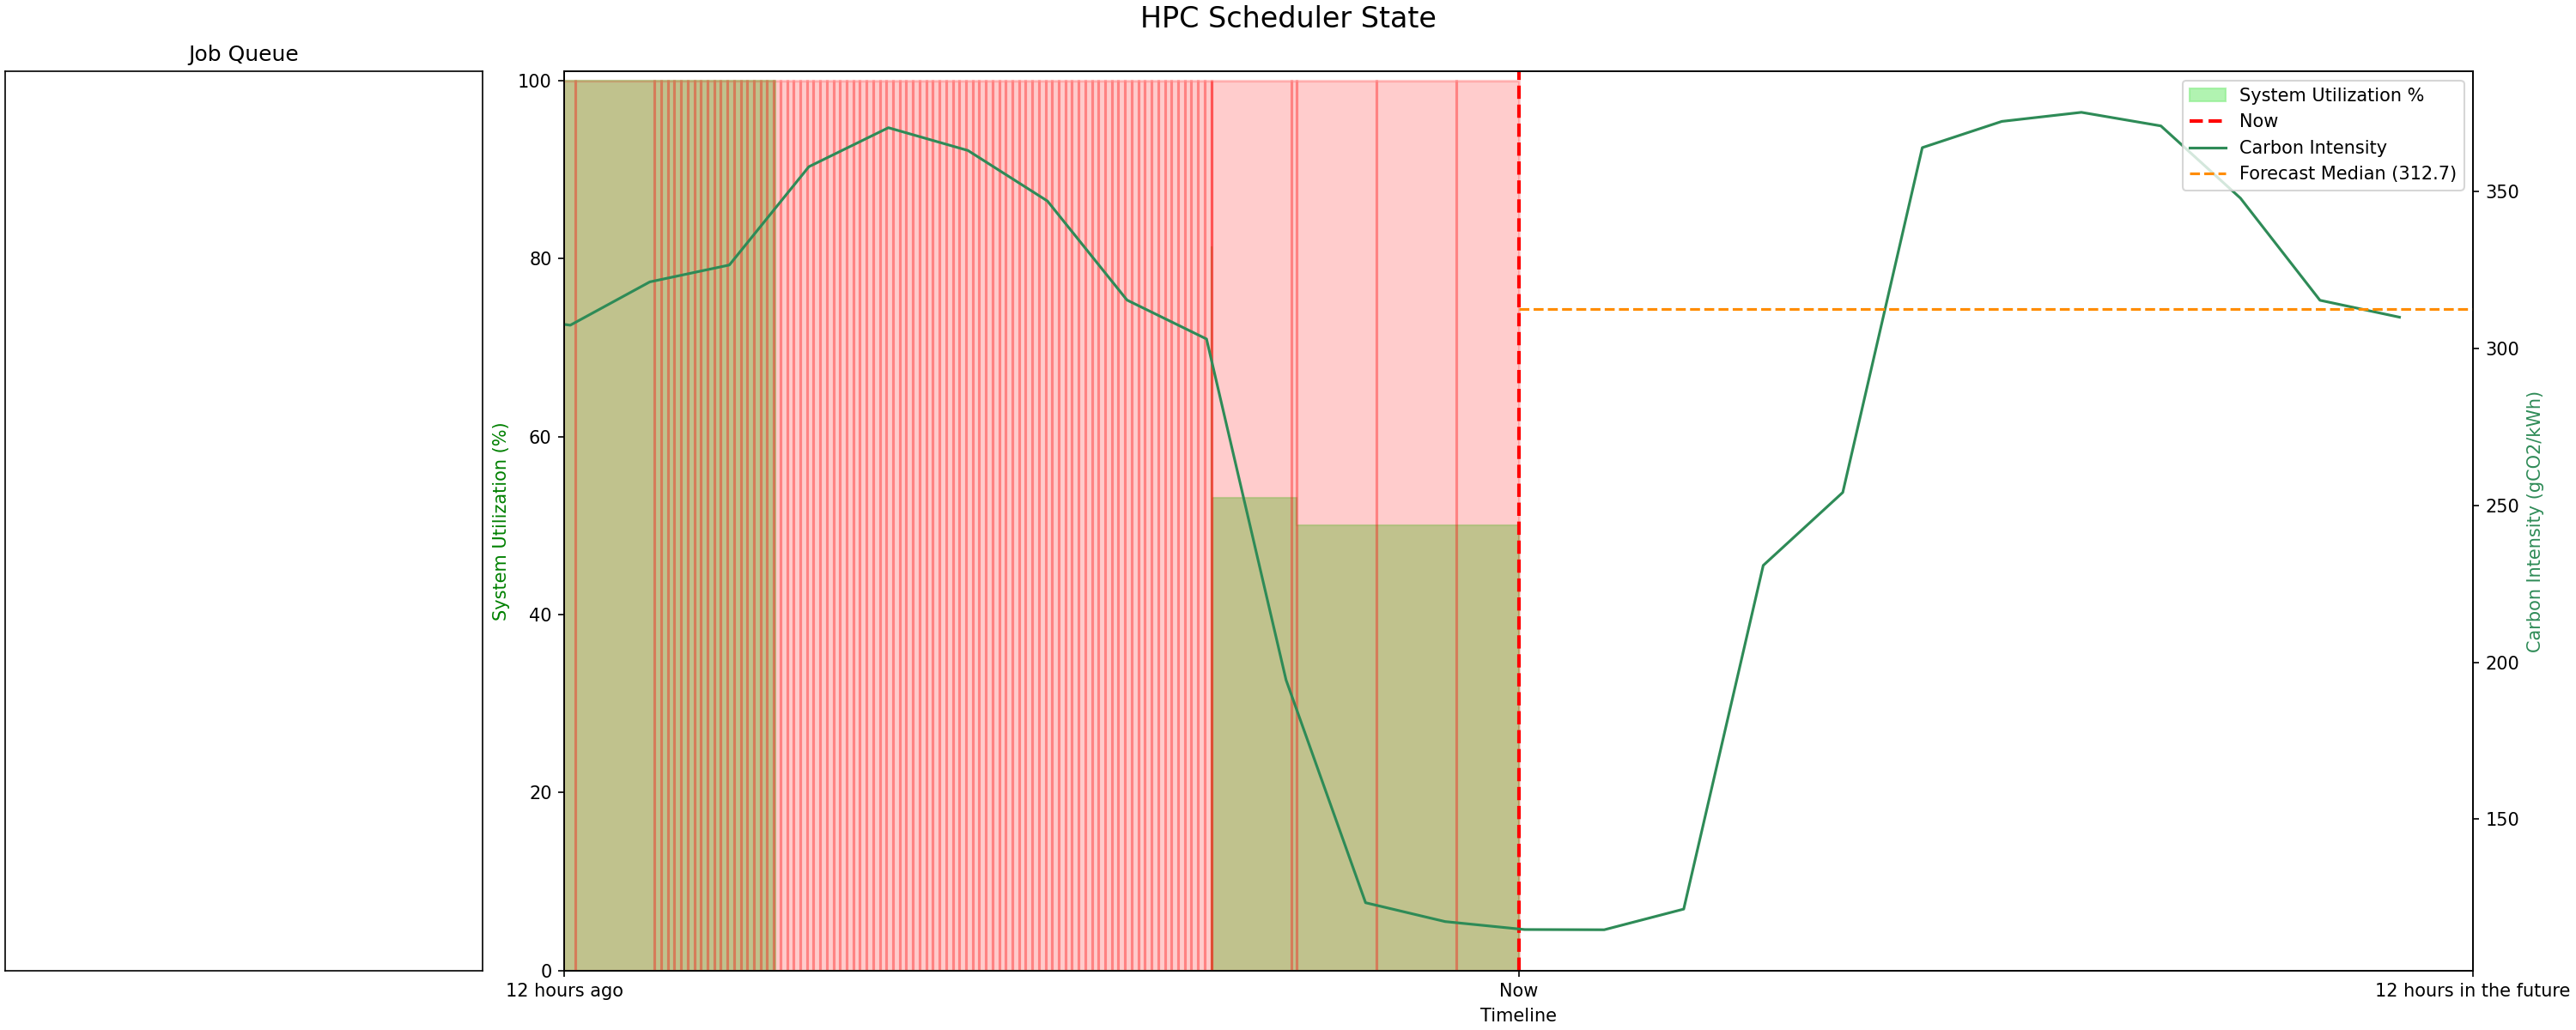 HPC Scheduler State
Job Queue
System Utilization (%)
100
80
60
40
20
0
System Utilization %
Now
Carbon Intensity
Forecast Median (312.7)
350
300
250
200
150
Carbon Intensity (gCO2/kWh)
12 hours ago
Now
12 hours in the future
Timeline